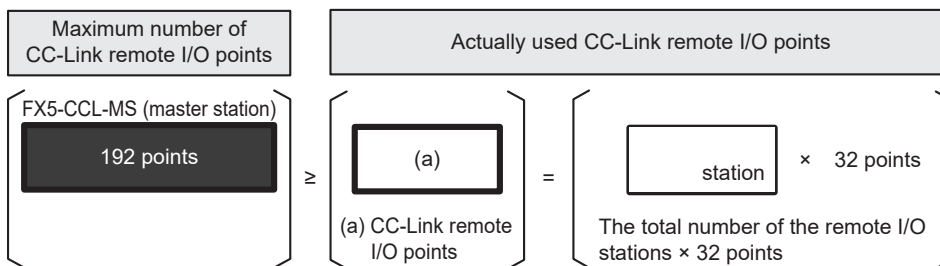 Maximum number of
CC-Link remote I/O points
Actually used CC-Link remote I/O points
FX5-CCL-MS (master station)
192 points
≥
(a)
(a) CC-Link remote
I/O points
=
station
× 32 points
The total number of the remote I/O
stations × 32 points